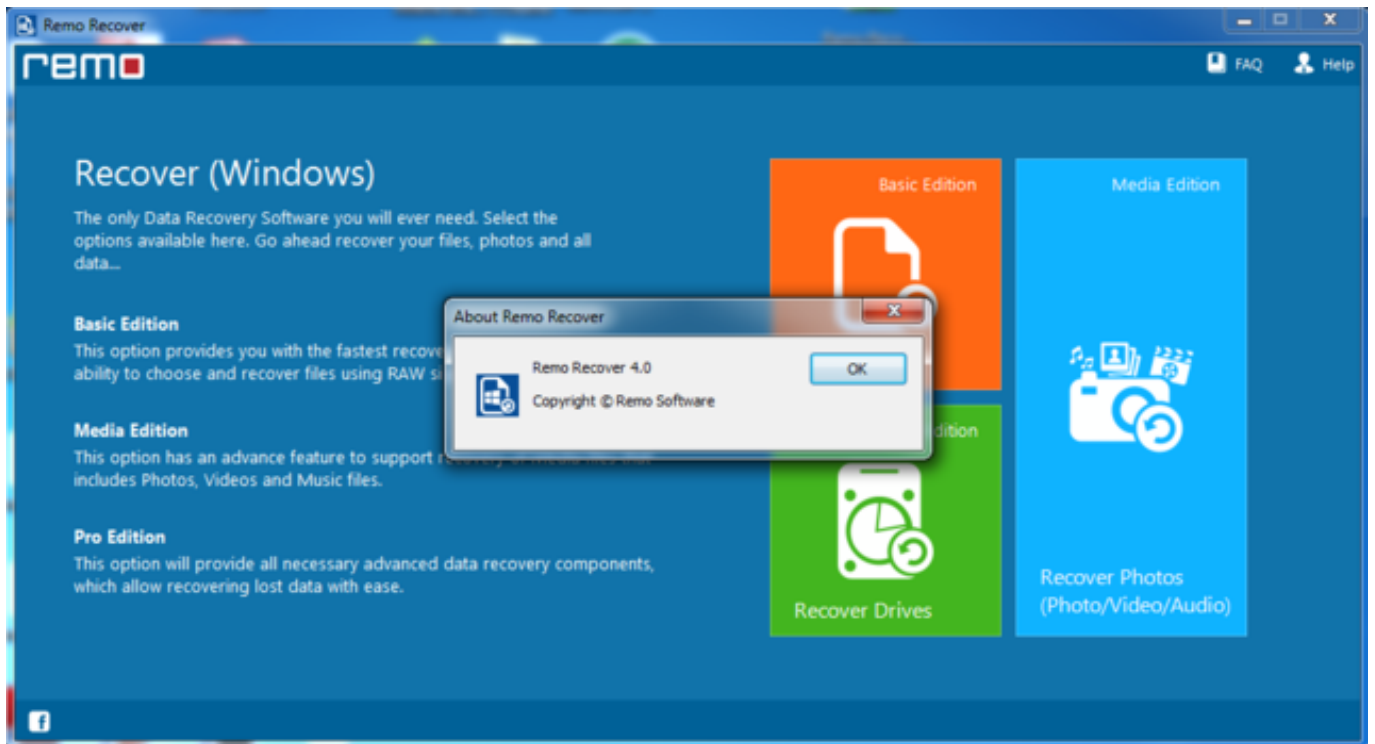 Remo Recover
remo
FAQ
Help
Recover (Windows)
The only Data Recovery Software you will ever need. Select the
options available here. Go ahead recover your files, photos and all
data...
Basic Edition
This option provides you with the fastest
ability to choose and recover files using RAW
Media Edition
This option has an advance feature to support
includes Photos, Videos and Music files.
Pro Edition
This option will provide all necessary advanced data recovery components,
which allow recovering lost data with ease.
Basic Edition
Media Edition
About Remo Recover
Remo Recover 4.0
OK
Copyright © Remo Software
Recover Drives
Recover Photos
(Photo/Video/Audio)